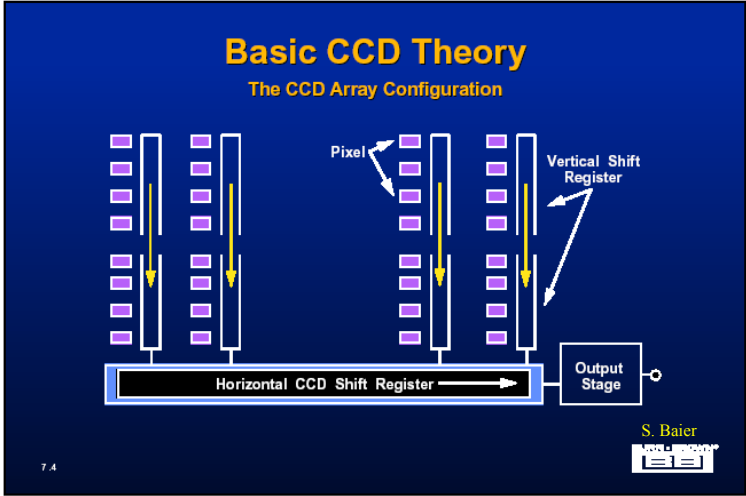 Basic CCD Theory
The CCD Array Configuration
Pixel
Vertical Shift
Register
Horizontal CCD Shift Register
Output
Stage
S. Baier
7.4